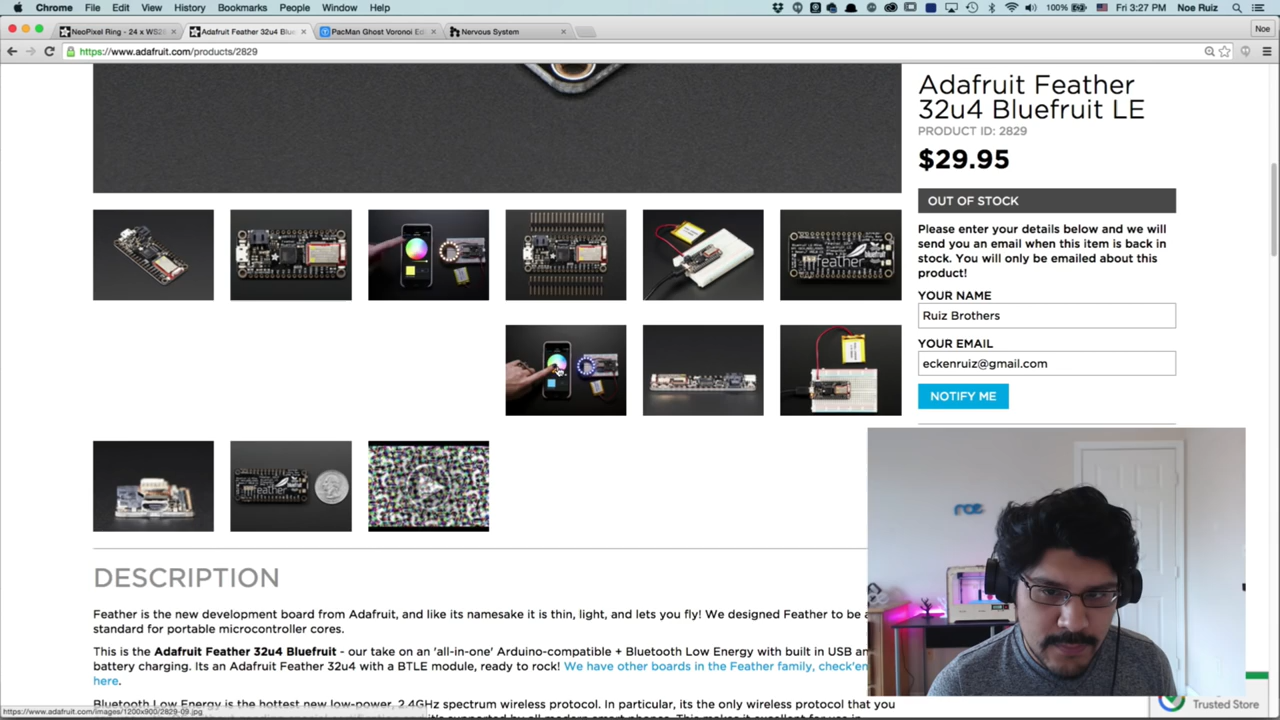 Chrome File Edit View History Bookmarks People Window Help
100% Fri 3:27 PM Noe Ruiz
NeoPixel Ring - 24 x WS2
Adafruit Feather 32u4 Blu
PacMan Ghost Voronoi Ed
Nervous System
Noe
https://www.adafruit.com/products/2829
Adafruit Feather
32u4 Bluefruit LE
PRODUCT ID: 2829
$29.95
OUT OF STOCK
Please enter your details below and we will
send you an email when this item is back in
stock. You will only be emailed about this
product!
YOUR NAME
Ruiz Brothers
YOUR EMAIL
eckenruiz@gmail.com
NOTIFY ME
feather
feather
DESCRIPTION
Feather is the new development board from Adafruit, and like its namesake it is thin, light, and lets you fly! We designed Feather to be a
standard for portable microcontroller cores.
This is the Adafruit Feather 32u4 Bluefruit - our take on an 'all-in-one' Arduino-compatible + Bluetooth Low Energy with built in USB an
battery charging. Its an Adafruit Feather 32u4 with a BTLE module, ready to rock! We have other boards in the Feather family, check'em
here.
Bluetooth Low Energy is the hottest new low-power, 2.4GHz spectrum wireless protocol. In particular, its the only wireless protocol that you
https://www.adafruit.com/images/1200x900/2829-09.jpg
noe
Trusted Store